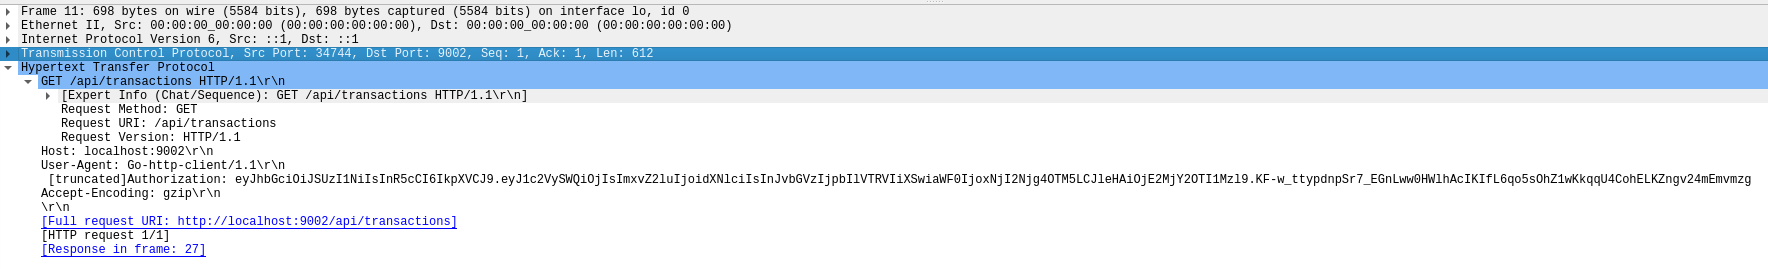 Frame 11: 698 bytes on wire (5584 bits), 698 bytes captured (5584 bits) on interface lo, id 0
Ethernet II, Src: 00:00:00_00:00:00 (00:00:00:00:00:00), Dst: 00:00:00_00:00:00 (00:00:00:00:00:00)
Internet Protocol Version 6, Src: ::1, Dst: ::1
Transmission Control Protocol, Src Port: 34744, Dst Port: 9002, Seq: 1, Ack: 1, Len: 612
Hypertext Transfer Protocol
GET /api/transactions HTTP/1.1\r\n
[Expert Info (Chat/Sequence): GET /api/transactions HTTP/1.1\r\n]
Request Method: GET
Request URI: /api/transactions
Request Version: HTTP/1.1
Host: localhost:9002\r\n
User-Agent: Go-http-client/1.1\r\n
[truncated]Authorization: eyJhbGciOiJSUzI1NiIsInR5cCI6IkpXVCJ9.eyJ1c2VySWQiOjIsImxvZ2luIjoidXNlciIsInJvbGVzIjpbIlVTRVIiXSwiaWF0IjoxNjI2Njg4OTM5LCJleHAiOjE2MjY2OTI1Mzl9.KF-w_ttypdnpSr7_EGnLww0HWlhAcIKIfL6qo5sOhZ1wKkqqU4CohELKZngv24mEmvmzg
Accept-Encoding: gzip\r\n
\r\n
[Full request URI: http://localhost:9002/api/transactions]
[HTTP request 1/1]
[Response in frame: 27]